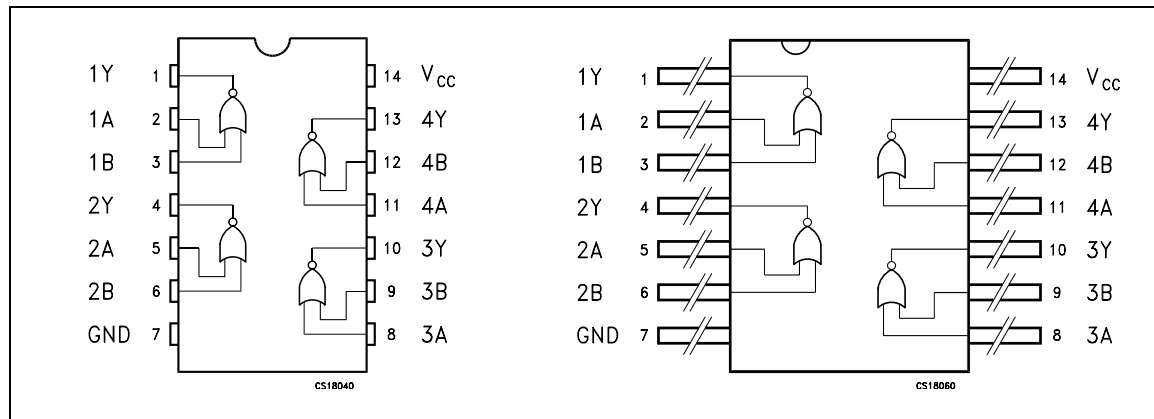 1Y 1 14 VCC
1A 2 13 4Y
1B 3 12 4B
2Y 4 11 4A
2A 5 10 3Y
2B 6 9 3B
GND 7 8 3A
CS18040
1Y 1 14 VCC
1A 2 13 4Y
1B 3 12 4B
2Y 4 11 4A
2A 5 10 3Y
2B 6 9 3B
GND 7 8 3A
CS18060